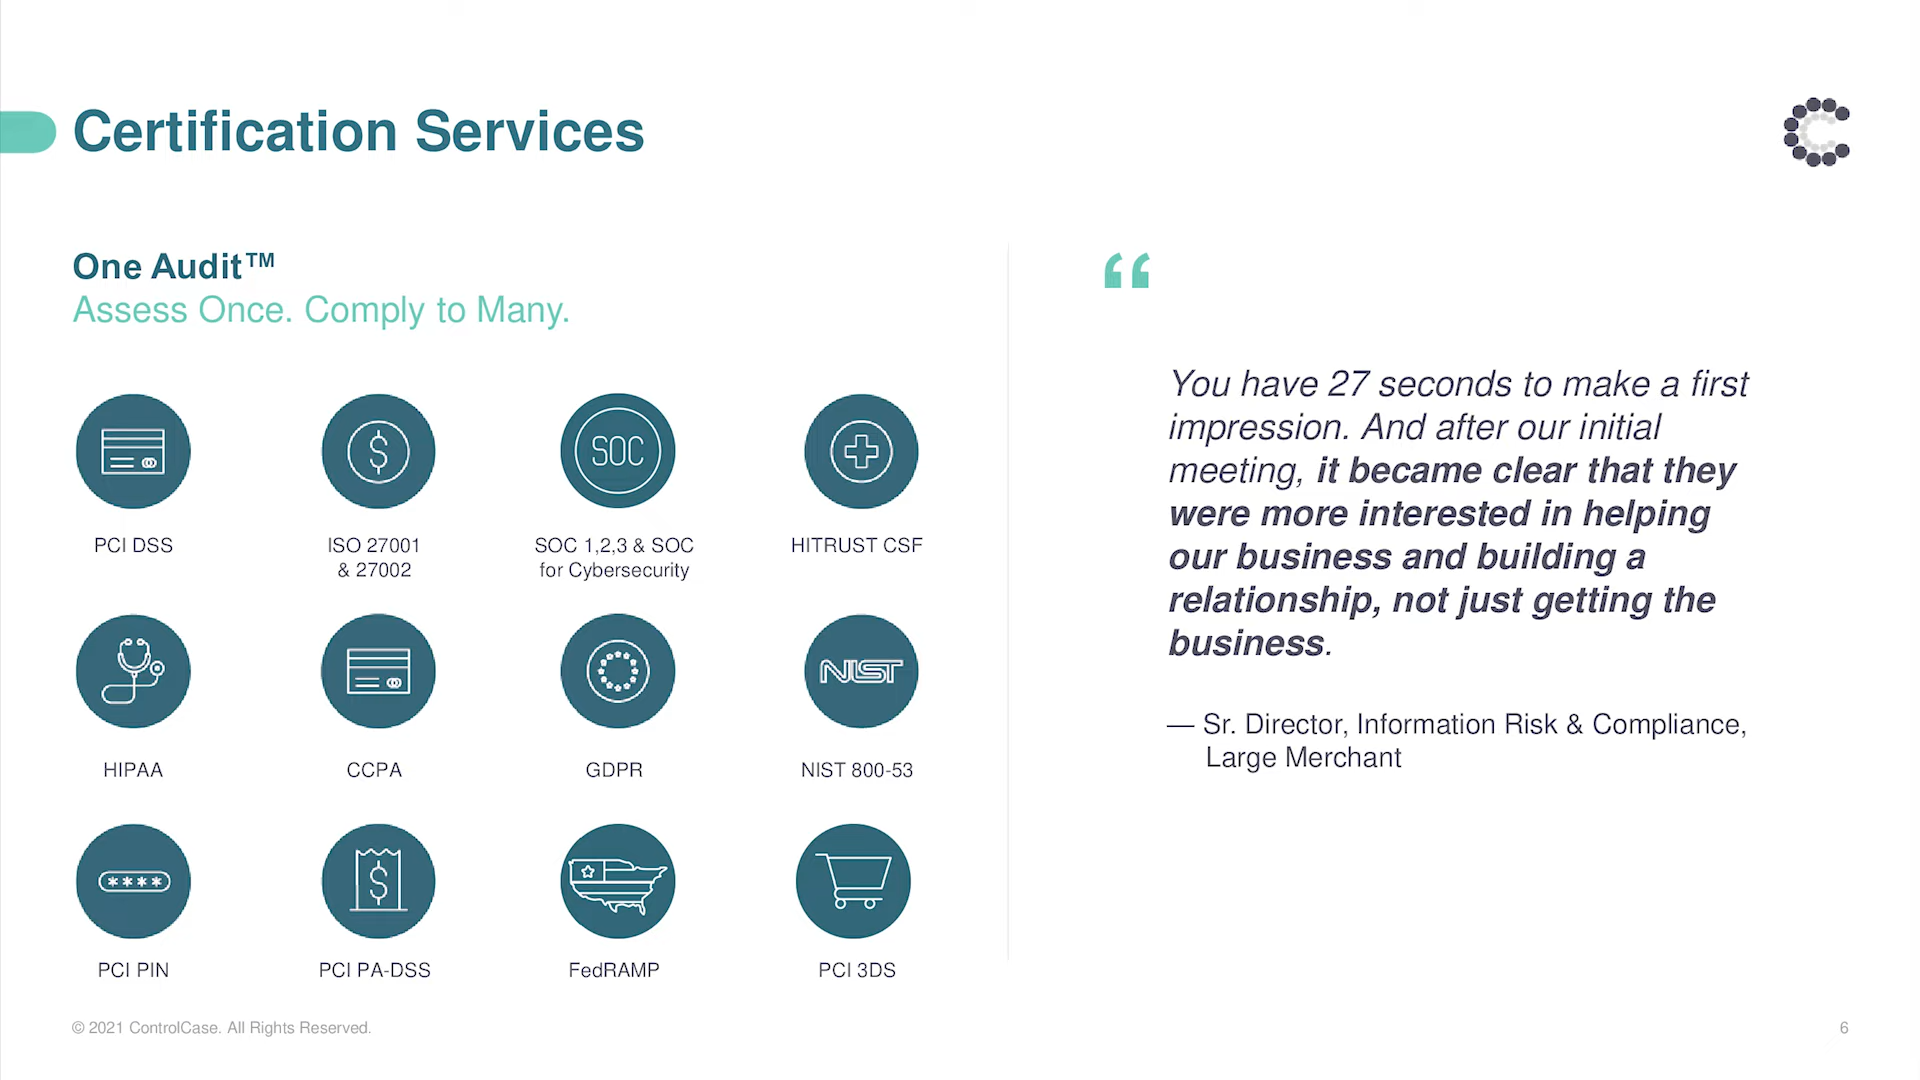 Certification Services
One Audit™
Assess Once. Comply to Many.
PCI DSS
ISO 27001
& 27002
SOC
SOC 1,2,3 & SOC
for Cybersecurity
HITRUST CSF
HIPAA
CCPA
GDPR
NIST
NIST 800-53
****
PCI PIN
$
PCI PA-DSS
FedRAMP
PCI 3DS
“
You have 27 seconds to make a first
impression. And after our initial
meeting, it became clear that they
were more interested in helping
our business and building a
relationship, not just getting the
business.
— Sr. Director, Information Risk & Compliance,
Large Merchant
© 2021 ControlCase. All Rights Reserved.
6